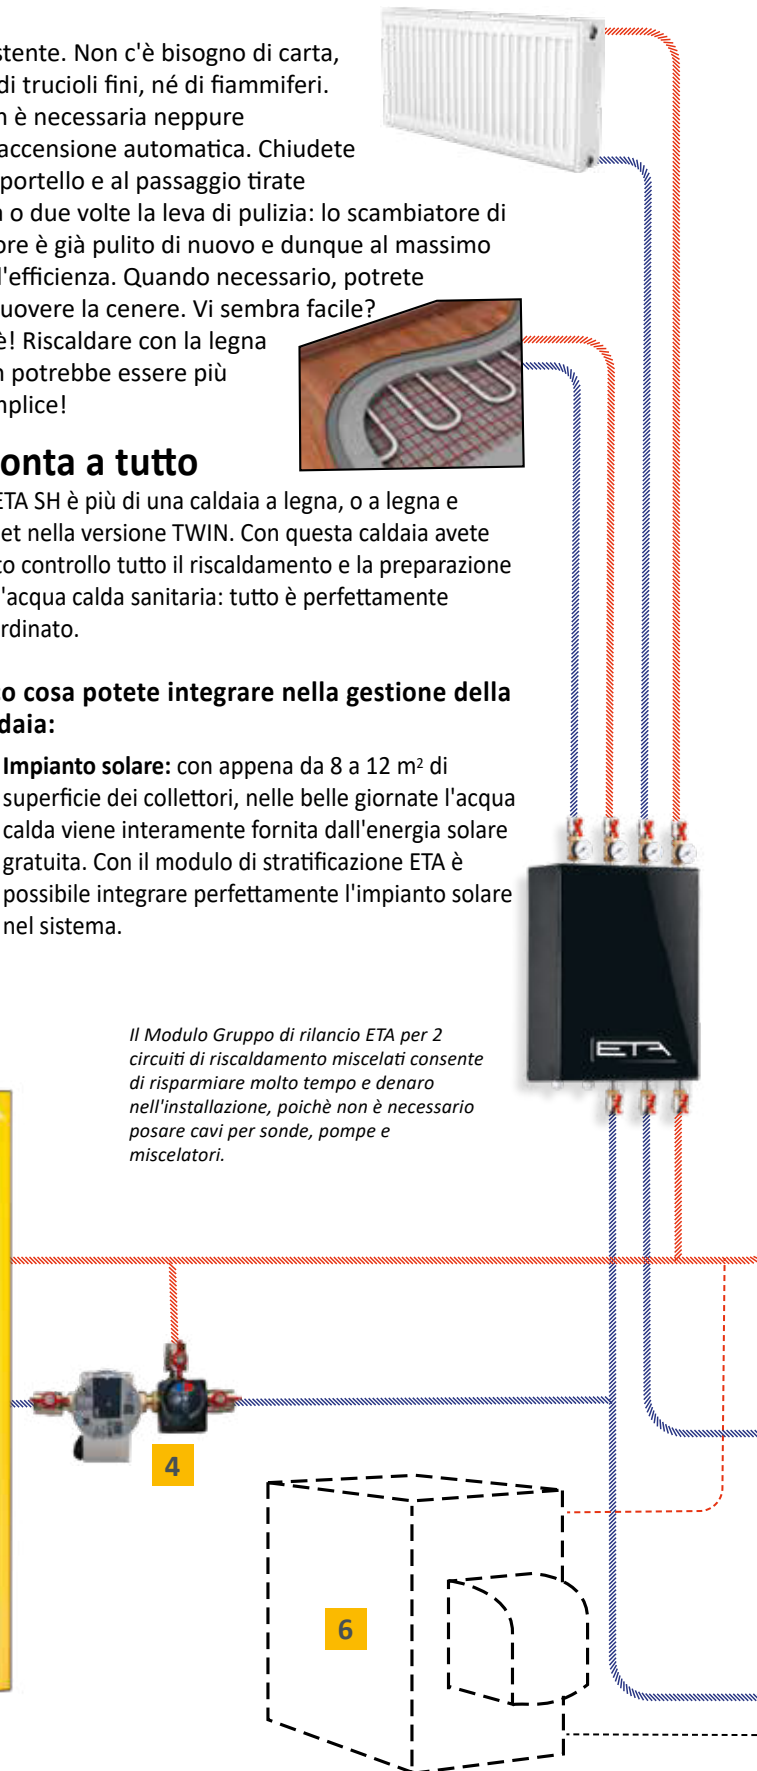 stente. Non c'è bisogno di carta,
di trucioli fini, né di fiammiferi.
n è necessaria neppure
accensione automatica. Chiudete
portello e al passaggio tirate
a o due volte la leva di pulizia: lo scambiatore di
ore è già pulito di nuovo e dunque al massimo
l'efficienza. Quando necessario, potrete
uovere la cenere. Vi sembra facile?
è! Riscaldare con la legna
n potrebbe essere più
mplice!
onta a tutto
ETA SH è più di una caldaia a legna, o a legna e
et nella versione TWIN. Con questa caldaia avete
to controllo tutto il riscaldamento e la preparazione
l'acqua calda sanitaria: tutto è perfettamente
rdinato.
co cosa potete integrare nella gestione della
daia:
Impianto solare: con appena da 8 a 12 m² di
superficie dei collettori, nelle belle giornate l'acqua
calda viene interamente fornita dall'energia solare
gratuita. Con il modulo di stratificazione ETA è
possibile integrare perfettamente l'impianto solare
nel sistema.
Il Modulo Gruppo di rilancio ETA per 2
circuiti di riscaldamento miscelati consente
di risparmiare molto tempo e denaro
nell'installazione, poichè non è necessario
posare cavi per sonde, pompe e
miscelatori.
ETA
4
6